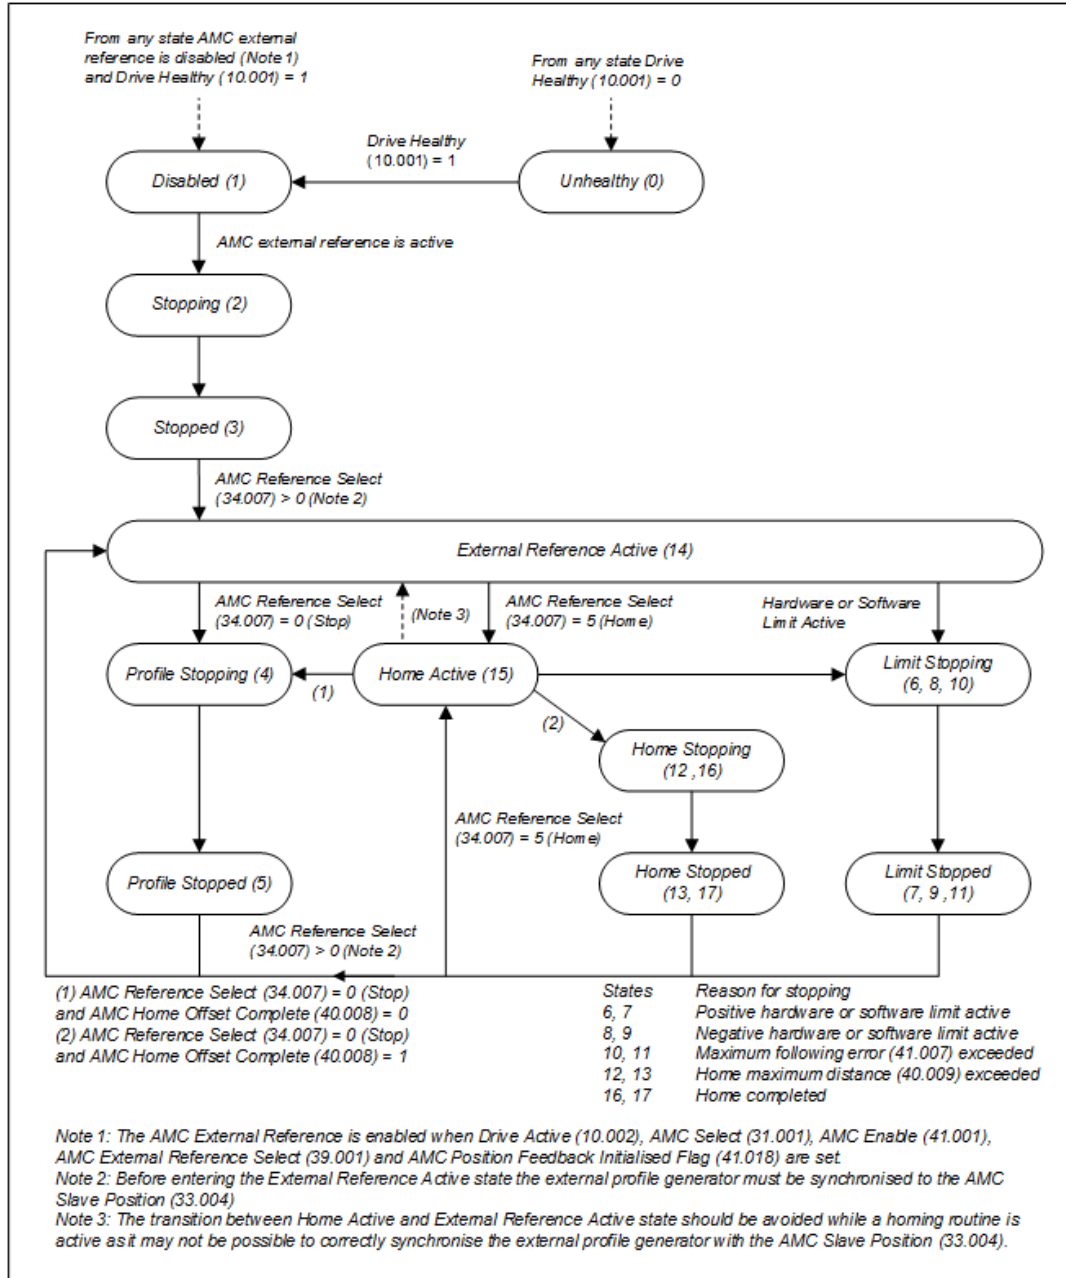 From any state AMC external
reference is disabled (Note 1)
and Drive Healthy (10.001) = 1
From any state Drive
Healthy (10.001) = 0
Drive Healthy
(10.001) = 1
Disabled (1)
Unhealthy (0)
AMC external reference is active
Stopping (2)
Stopped (3)
AMC Reference Select
(34.007) > 0 (Note 2)
External Reference Active (14)
AMC Reference Select
(34.007) = 0 (Stop)
(Note 3)
AMC Reference Select
(34.007) = 5 (Home)
Hardware or Software
Limit Active
Profile Stopping (4)
(1)
Home Active (15)
Limit Stopping
(6, 8, 10)
(2)
Home Stopping
(12 ,16)
AMC Reference Select
(34.007) = 5 (Home)
Profile Stopped (5)
Home Stopped
(13, 17)
Limit Stopped
(7, 9 ,11)
AMC Reference Select
(34.007) > 0 (Note 2)
(1) AMC Reference Select (34.007) = 0 (Stop)
and AMC Home Offset Complete (40.008) = 0
(2) AMC Reference Select (34.007) = 0 (Stop)
and AMC Home Offset Complete (40.008) = 1
States Reason for stopping
6, 7 Positive hardware or software limit active
8, 9 Negative hardware or software limit active
10, 11 Maximum following error (41.007) exceeded
12, 13 Home maximum distance (40.009) exceeded
16, 17 Home completed
Note 1: The AMC External Reference is enabled when Drive Active (10.002), AMC Select (31.001), AMC Enable (41.001),
AMC External Reference Select (39.001) and AMC Position Feedback Initialised Flag (41.018) are set.
Note 2: Before entering the External Reference Active state the external profile generator must be synchronised to the AMC
Slave Position (33.004)
Note 3: The transition between Home Active and External Reference Active state should be avoided while a homing routine is
active as it may not be possible to correctly synchronise the external profile generator with the AMC Slave Position (33.004).